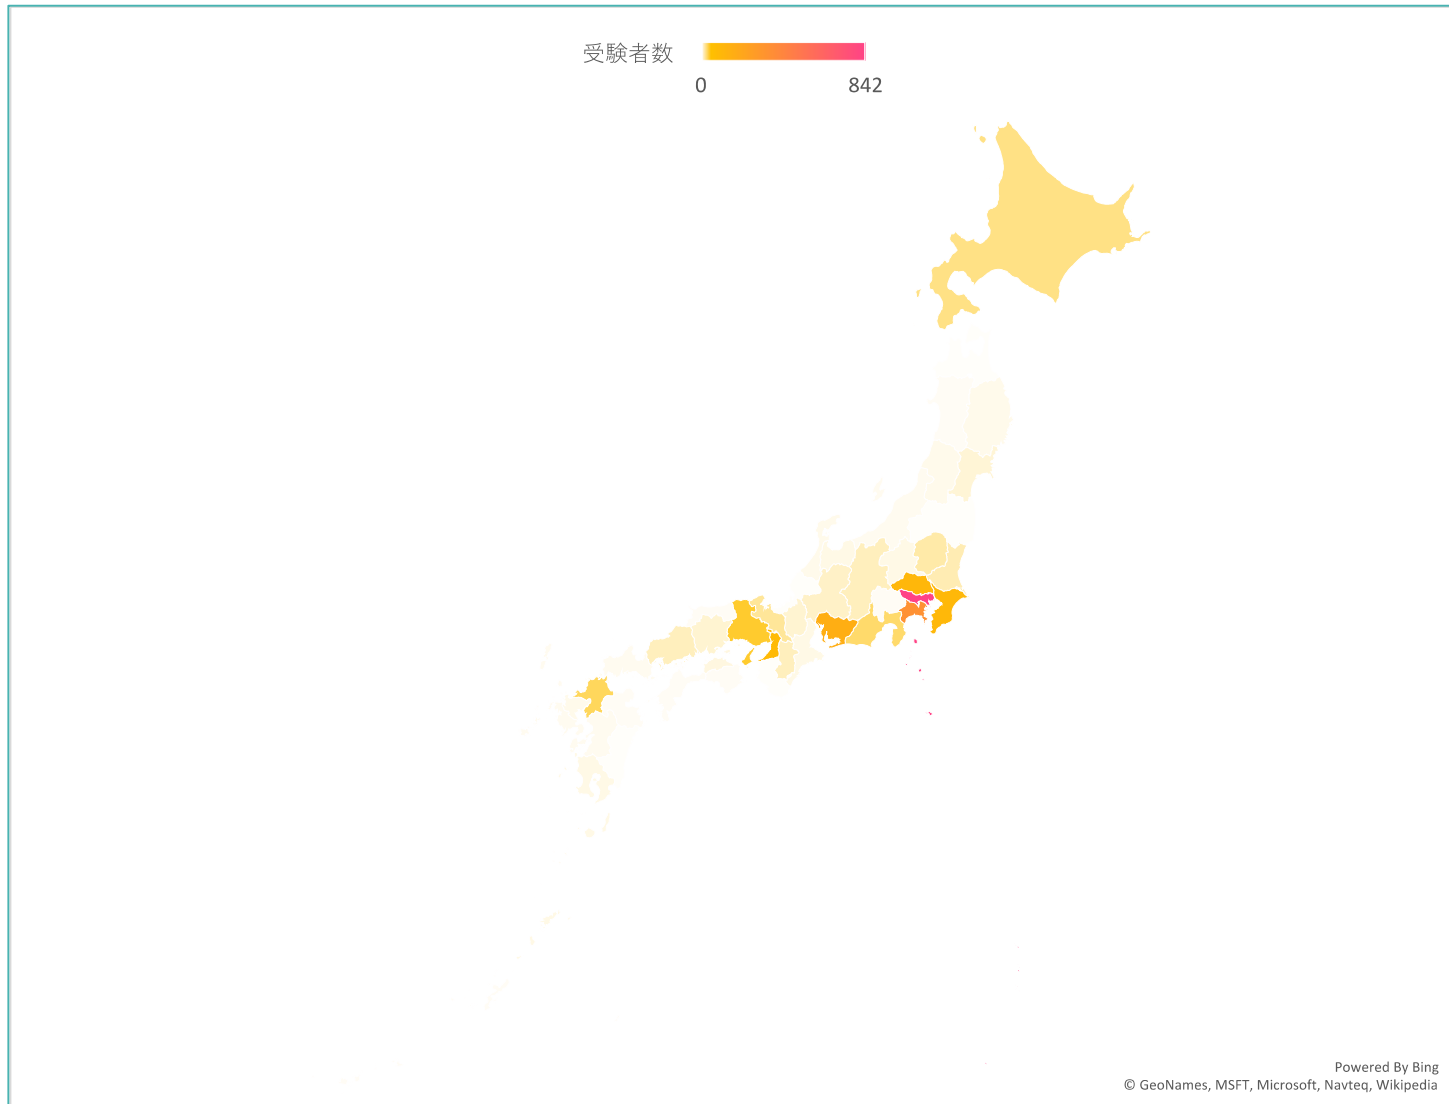 受験者数
0 842
Powered By Bing
© GeoNames, MSFT, Microsoft, Navteq, Wikipedia